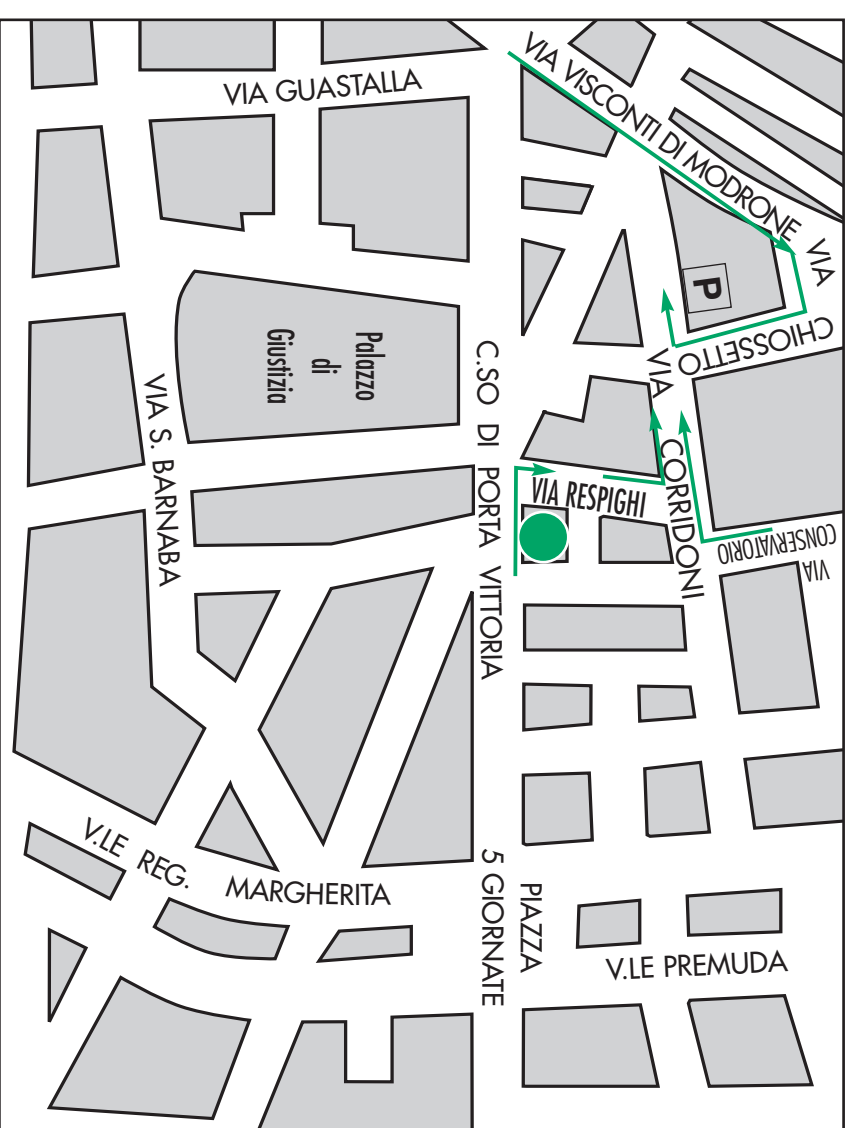 VIA GUASTALLA
VIA VISCONTI DI MODRONE
VIA CHIOSSETTO
P
Palazzo
di
Giustizia
C.SO DI PORTA VITTORIA
VIA CORRIDONI
VIA S. BARNABA
VIA RESPIGHI
VIA
CONSERVATORIO
V.LE REG. MARGHERITA
PIAZZA
5 GIORNATE
V.LE PREMUDA